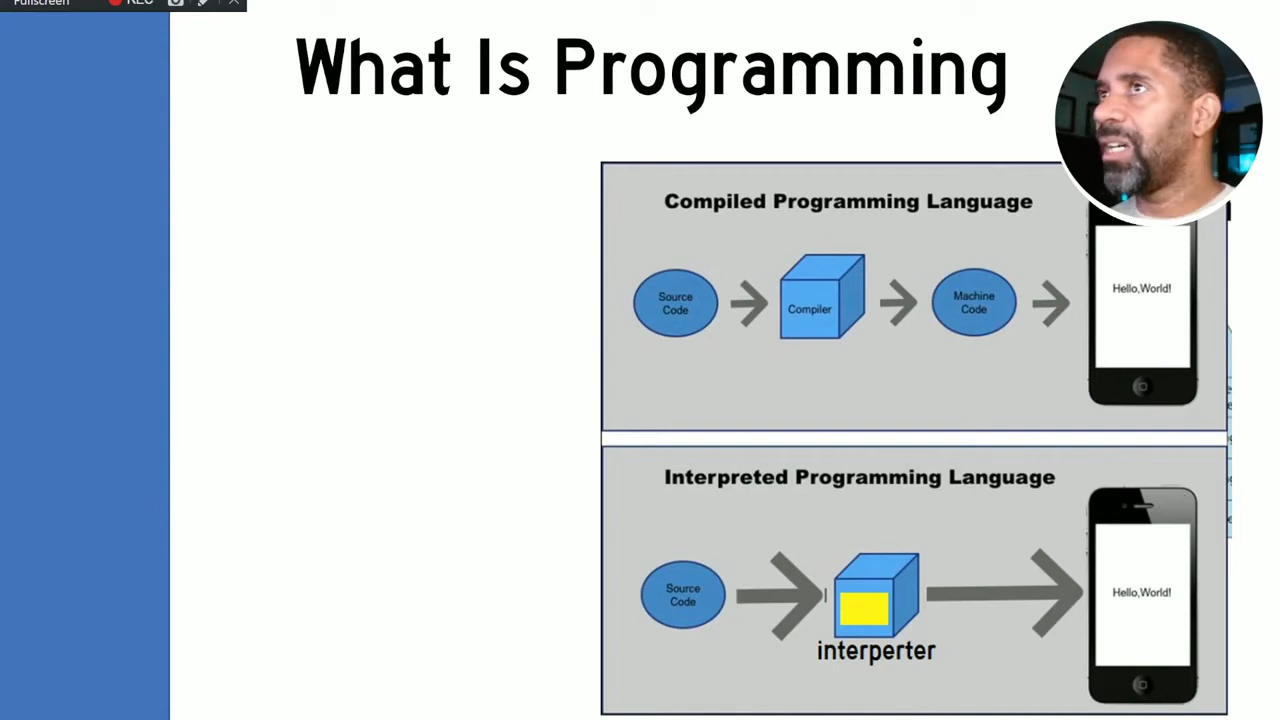 Fullscreen
REC
What Is Programming
Compiled Programming Language
Source
Code
Compiler
Machine
Code
Hello,World!
Interpreted Programming Language
Source
Code
interperter
Hello,World!